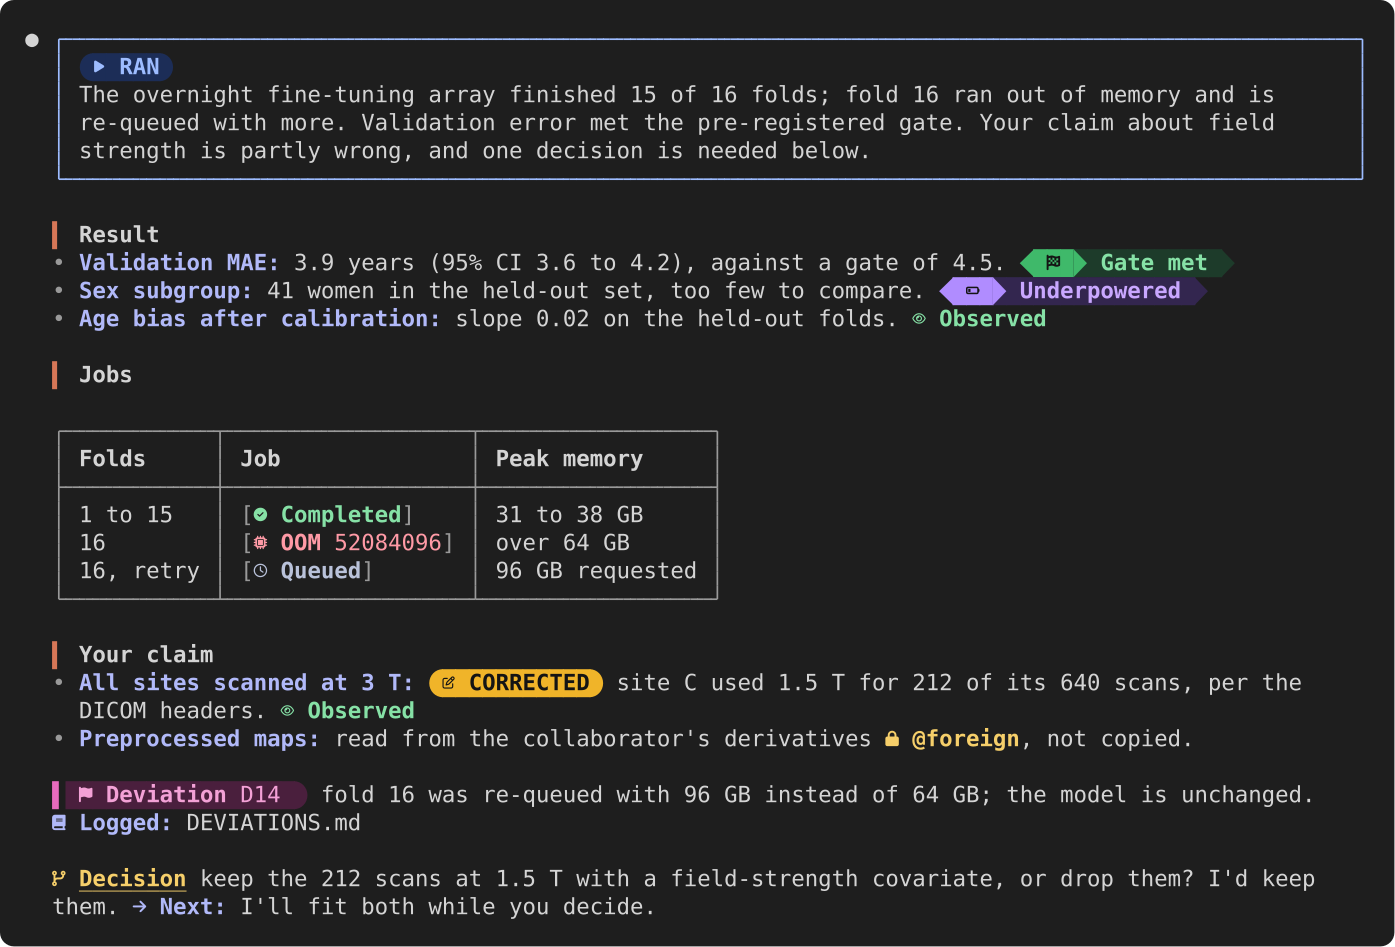 RAN
The overnight fine-tuning array finished 15 of 16 folds; fold 16 ran out of memory and is
re-queued with more. Validation error met the pre-registered gate. Your claim about field
strength is partly wrong, and one decision is needed below.
Result
• Validation MAE: 3.9 years (95% CI 3.6 to 4.2), against a gate of 4.5. Gate met
• Sex subgroup: 41 women in the held-out set, too few to compare. Underpowered
• Age bias after calibration: slope 0.02 on the held-out folds. Observed
Jobs
Folds Job Peak memory
1 to 15 [Completed] 31 to 38 GB
16 [OOM 52084096] over 64 GB
16, retry [Queued] 96 GB requested
Your claim
• All sites scanned at 3 T: CORRECTED site C used 1.5 T for 212 of its 640 scans, per the
DICOM headers. Observed
• Preprocessed maps: read from the collaborator's derivatives @foreign, not copied.
Deviation D14 fold 16 was re-queued with 96 GB instead of 64 GB; the model is unchanged.
Logged: DEVIATIONS.md
Decision keep the 212 scans at 1.5 T with a field-strength covariate, or drop them? I'd keep
them. → Next: I'll fit both while you decide.